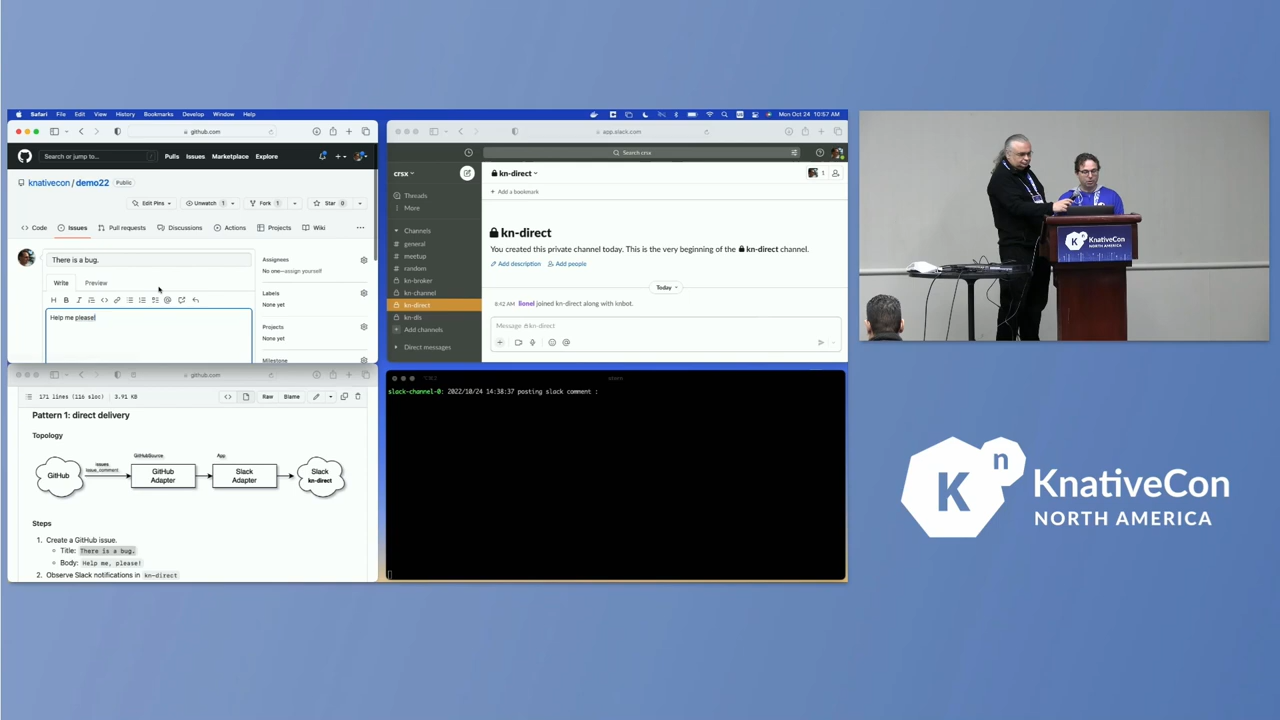 Safari File Edit View History Bookmarks Develop Window Help
Mon Oct 24 10:57 AM
github.com
Search or jump to... /
Pulls Issues Marketplace Explore
knativecon / demo22 Public
Edit Pins Unwatch 1 Fork 1 Star 0
Code Issues Pull requests Discussions Actions Projects Wiki
There is a bug.
Write Preview
Help me please!
Assignees
No one—assign yourself
Labels
None yet
Projects
None yet
Milestone
app.slack.com
Search crsx
crsx
Threads
More
Channels
general
meetup
random
kn-broker
kn-channel
kn-direct
kn-dls
Add channels
Direct messages
kn-direct
1
Add a bookmark
kn-direct
You created this private channel today. This is the very beginning of the kn-direct channel.
Add description Add people
Today
8:42 AM lionel joined kn-direct along with knbot.
Message kn-direct
github.com
171 lines (116 sloc) 3.91 KB
Raw Blame
Pattern 1: direct delivery
Topology
GitHub
issues
issue_comment
GitHubSource
GitHub
Adapter
App
Slack
Adapter
Slack
kn-direct
Steps
1. Create a GitHub issue.
Title: There is a bug.
Body: Help me, please!
2. Observe Slack notifications in kn-direct
slack-channel-0: 2022/10/24 14:38:37 posting slack comment :
KnativeCon
NORTH AMERICA
K n
KnativeCon
NORTH AMERICA